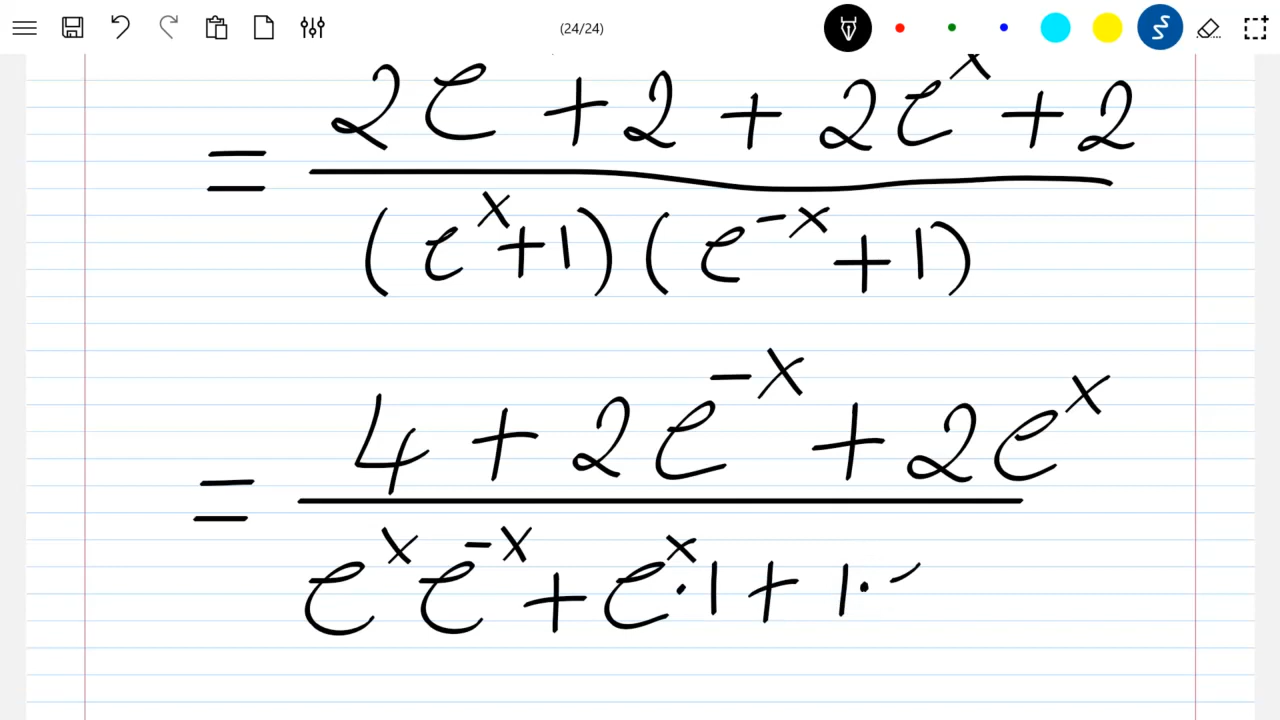 (24/24)
2e + 2 + 2e^x + 2
=
(e^x + 1)(e^-x + 1)
4 + 2e^-x + 2e^x
=
e^x e^-x + e^x · 1 + 1 ·